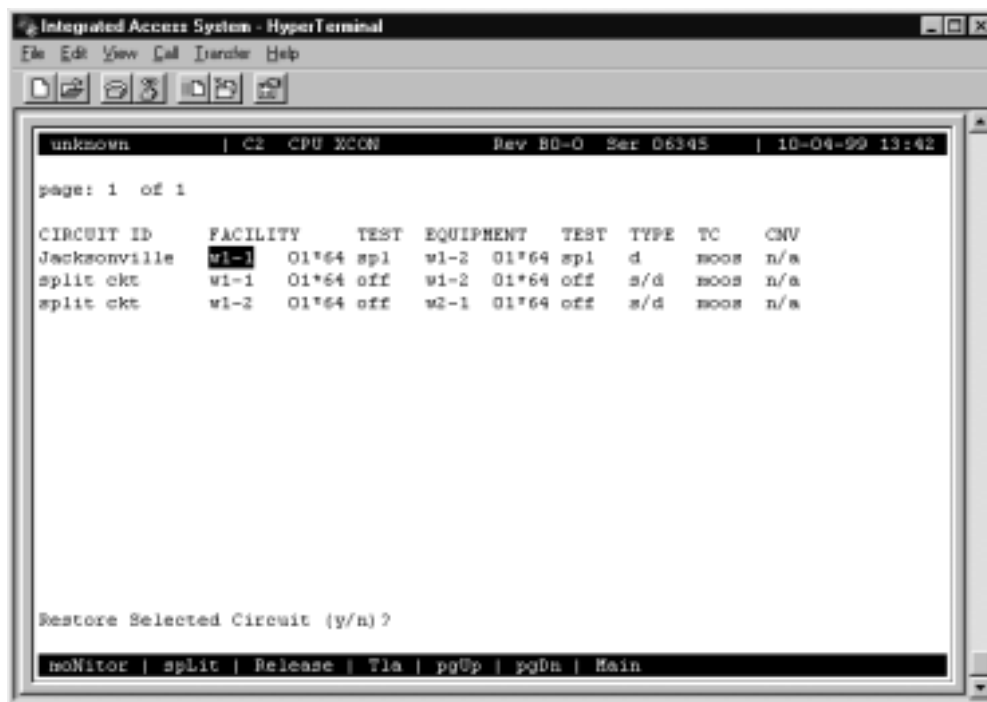 Integrated Access System - HyperTerminal
File Edit View Call Transfer Help
unknown | C2 CPU XCON Rev B0-0 Ser 06345 | 10-04-99 13:42
page: 1 of 1
CIRCUIT ID FACILITY TEST EQUIPMENT TEST TYPE TC CNV
Jacksonville w1-1 01*64 spl w1-2 01*64 spl d moos n/a
split ckt w1-1 01*64 off w1-2 01*64 off s/d moos n/a
split ckt w1-2 01*64 off w2-1 01*64 off s/d moos n/a
Restore Selected Circuit (y/n)?
moNitor | spLit | Release | Tla | pgUp | pgDn | Main